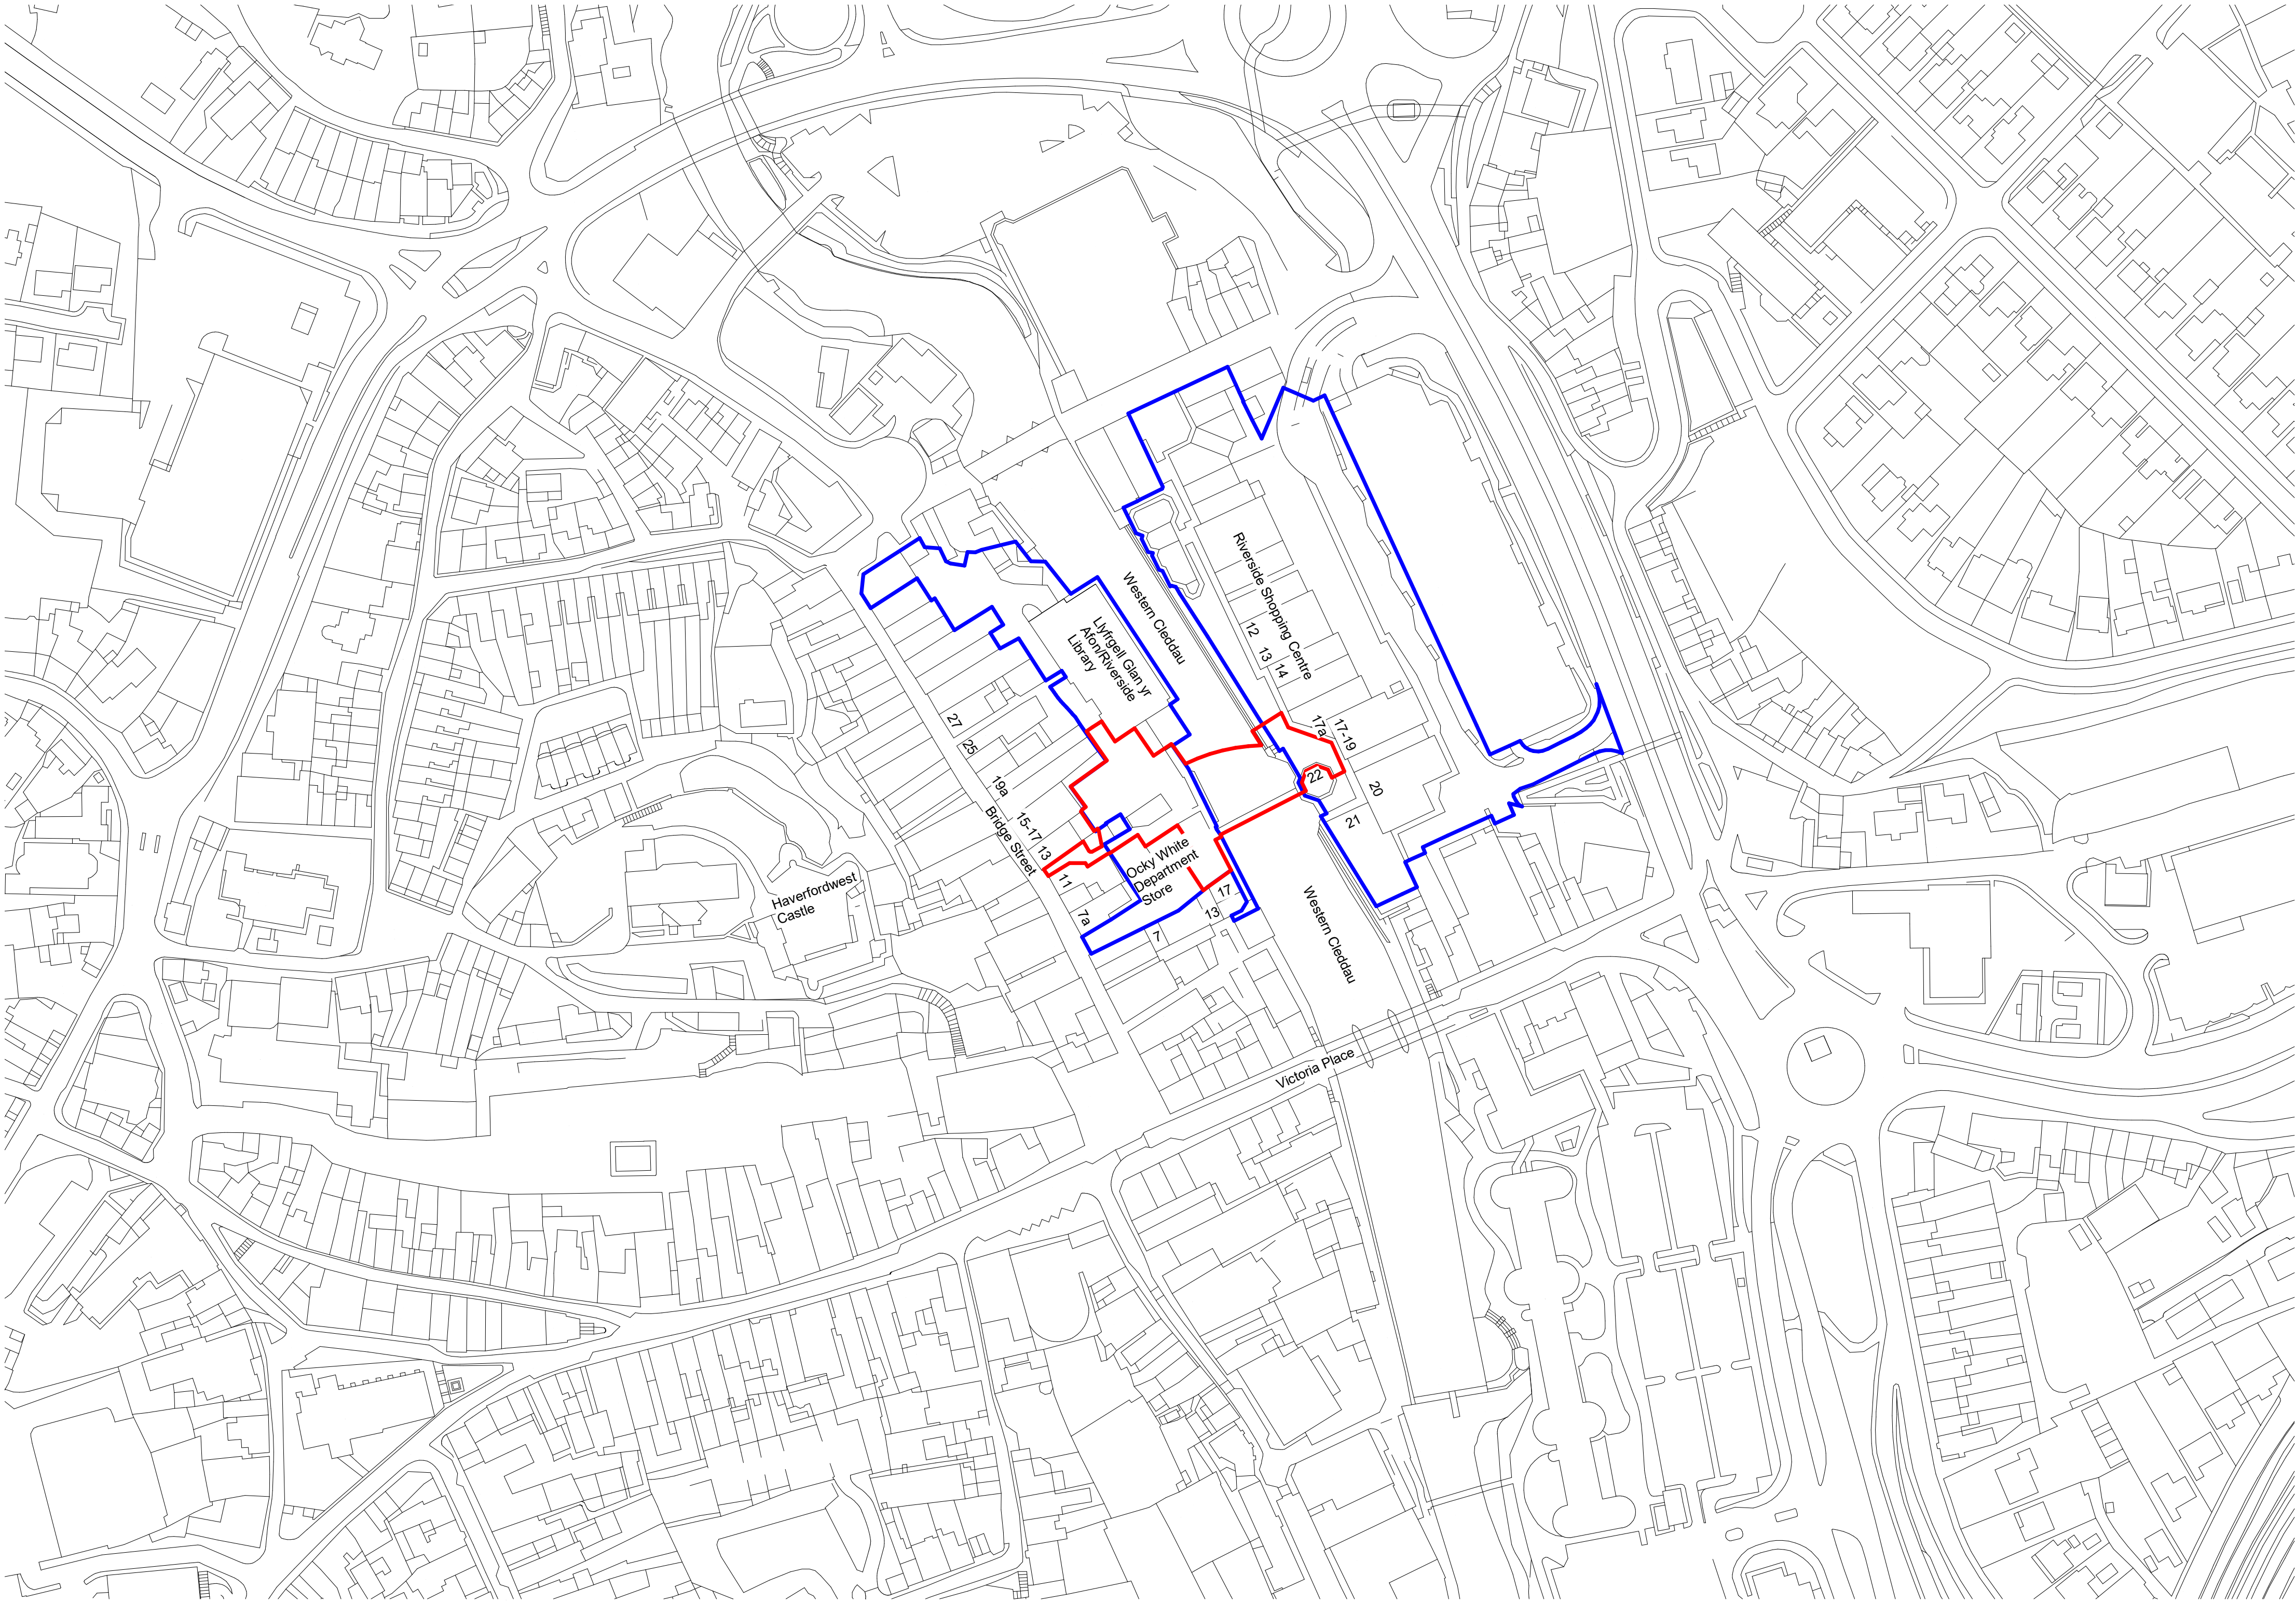 Riverside Shopping Centre
Western Cleddau
Llyfrgell Glan yr
Afon/Riverside
Library
12
13
14
17a
17-19
20
21
22
27
25
19a
15-17
13
11
7a
Bridge Street
Haverfordwest
Castle
Ocky White
Department
Store
17
13
7
Western Cleddau
Victoria Place